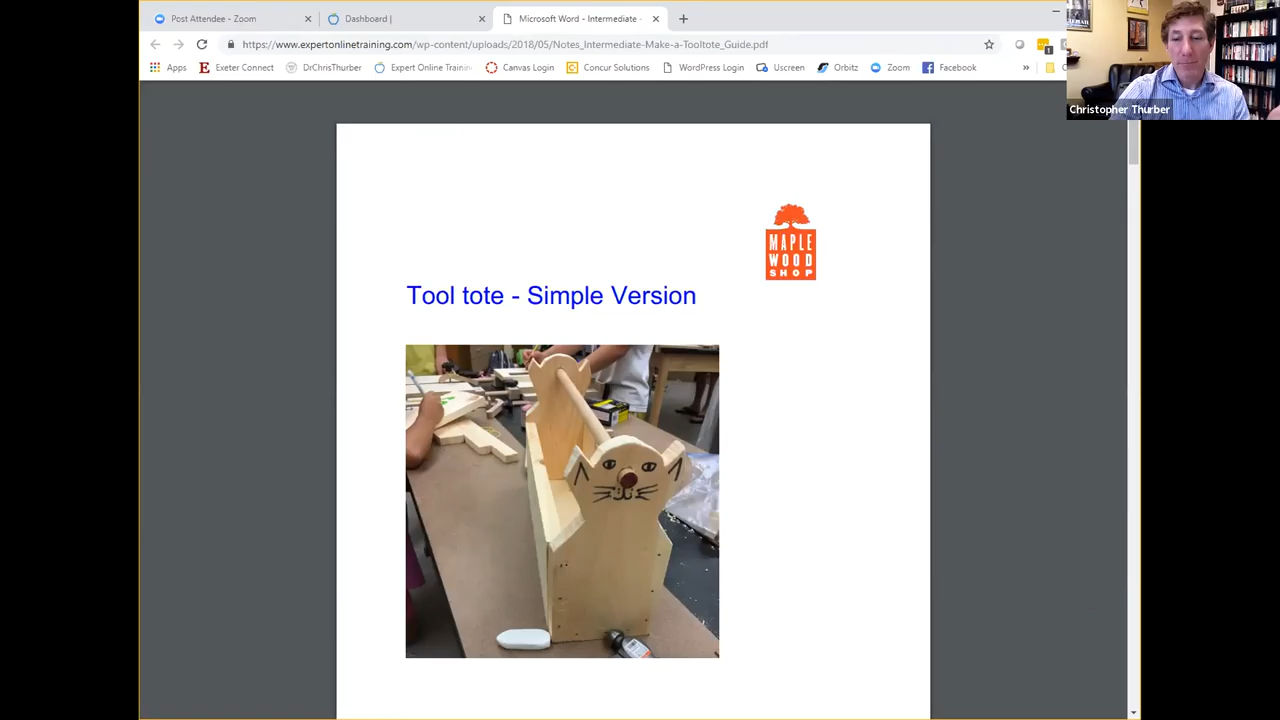 Post Attendee - Zoom
Dashboard |
Microsoft Word - Intermediate -
https://www.expertonlinetraining.com/wp-content/uploads/2018/05/Notes_Intermediate-Make-a-Tooltote_Guide.pdf
Apps
Exeter Connect
DrChrisThurber
Expert Online Trainin
Canvas Login
Concur Solutions
WordPress Login
Uscreen
Orbitz
Zoom
Facebook
»
Christopher Thurber
MAPLE
WOOD
SHOP
Tool tote - Simple Version